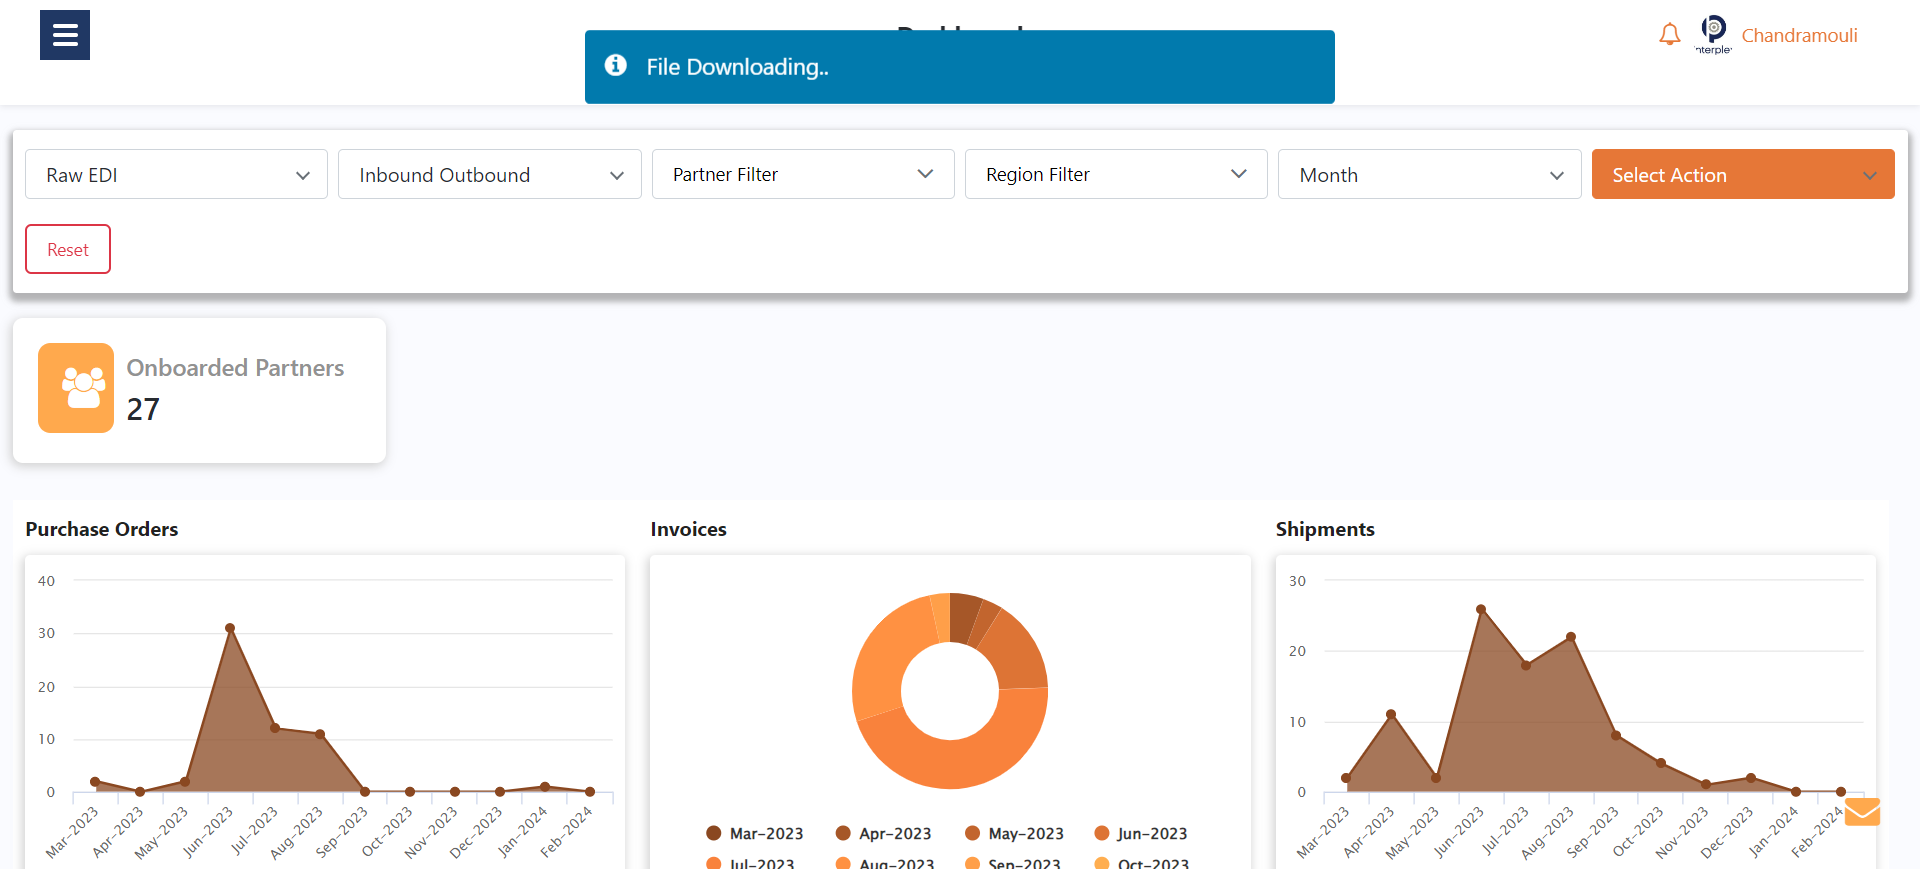 File Downloading..
nterple
Chandramouli
Raw EDI
Inbound Outbound
Partner Filter
Region Filter
Month
Select Action
Reset
Onboarded Partners
27
Purchase Orders
40
30
20
10
0
Mar-2023
Apr-2023
May-2023
Jun-2023
Jul-2023
Aug-2023
Sep-2023
Oct-2023
Nov-2023
Dec-2023
Jan-2024
Feb-2024
Invoices
Mar-2023
Apr-2023
May-2023
Jun-2023
Jul-2023
Aug-2023
Sep-2023
Oct-2023
Shipments
30
20
10
0
Mar-2023
Apr-2023
May-2023
Jun-2023
Jul-2023
Aug-2023
Sep-2023
Oct-2023
Nov-2023
Dec-2023
Jan-2024
Feb-2024